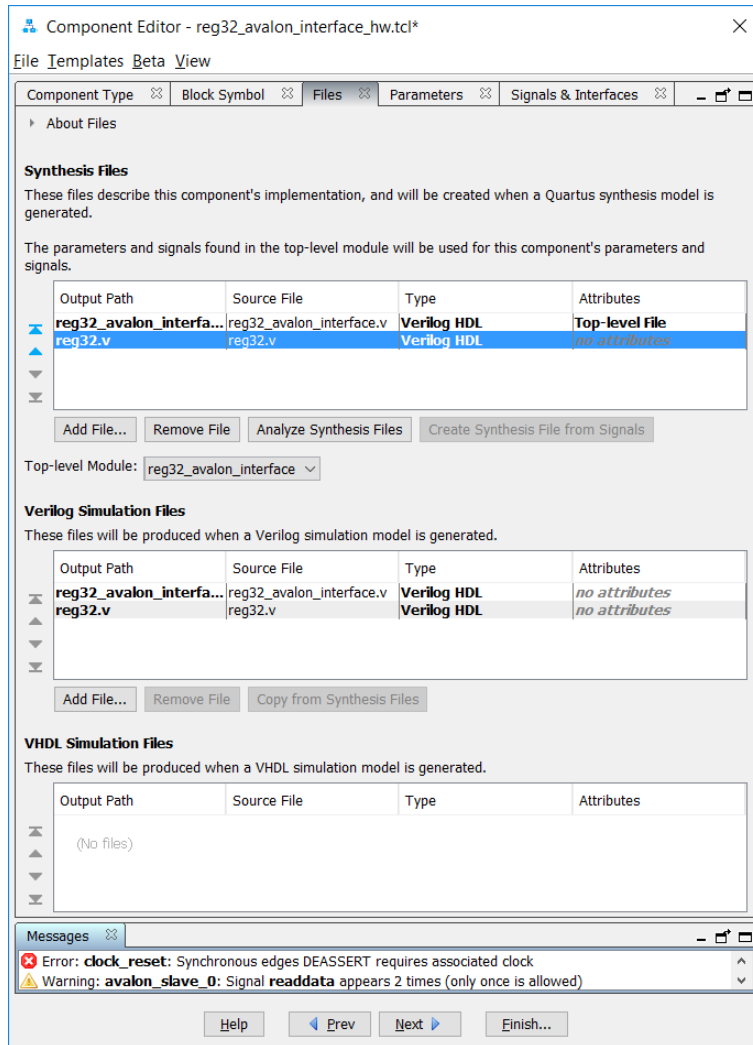 Component Editor - reg32_avalon_interface_hw.tcl*
File Templates Beta View
Component Type Block Symbol Files Parameters Signals & Interfaces
About Files
Synthesis Files
These files describe this component's implementation, and will be created when a Quartus synthesis model is
generated.
The parameters and signals found in the top-level module will be used for this component's parameters and
signals.
Output Path Source File Type Attributes
reg32_avalon_interfa... reg32_avalon_interface.v Verilog HDL Top-level File
reg32.v reg32.v Verilog HDL no attributes
Add File... Remove File Analyze Synthesis Files Create Synthesis File from Signals
Top-level Module: reg32_avalon_interface
Verilog Simulation Files
These files will be produced when a Verilog simulation model is generated.
Output Path Source File Type Attributes
reg32_avalon_interfa... reg32_avalon_interface.v Verilog HDL no attributes
reg32.v reg32.v Verilog HDL no attributes
Add File... Remove File Copy from Synthesis Files
VHDL Simulation Files
These files will be produced when a VHDL simulation model is generated.
Output Path Source File Type Attributes
(No files)
Messages
Error: clock_reset: Synchronous edges DEASSERT requires associated clock
Warning: avalon_slave_0: Signal readdata appears 2 times (only once is allowed)
Help Prev Next Finish...